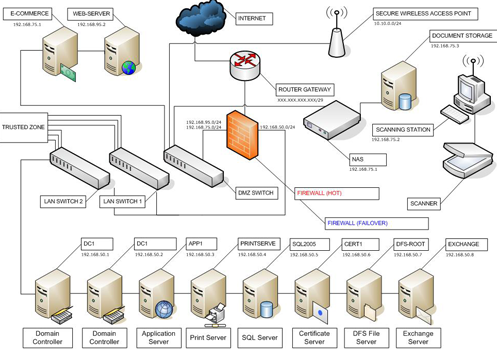 E-COMMERCE
192.168.75.1
WEB-SERVER
192.168.95.2
INTERNET
SECURE WIRELESS ACCESS POINT
10.10.0.0/24
DOCUMENT STORAGE
192.168.75.3
ROUTER GATEWAY
XXX.XXX.XXX.XXX/29
192.168.95.0/24
192.168.75.0/24
192.168.50.0/24
SCANNING STATION
192.168.75.2
TRUSTED ZONE
NAS
192.168.75.1
LAN SWITCH 2
LAN SWITCH 1
DMZ SWITCH
FIREWALL (HOT)
SCANNER
FIREWALL (FAILOVER)
DC1
192.168.50.1
DC1
192.168.50.2
APP1
192.168.50.3
PRINTSERVE
192.168.50.4
SQL2005
192.168.50.5
CERT1
192.168.50.6
DFS-ROOT
192.168.50.7
EXCHANGE
192.168.50.8
Domain
Controller
Domain
Controller
Application
Server
Print Server
SQL Server
Certificate
Server
DFS File
Server
Exchange
Server